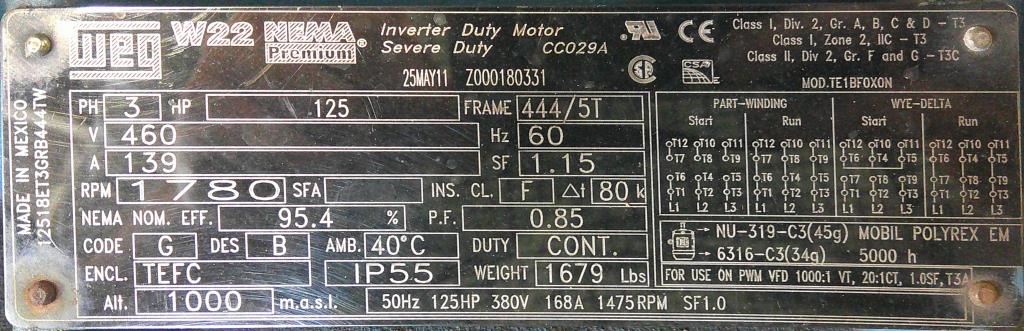 WEG W22 NEMA Premium® Inverter Duty Motor
Severe Duty CC029A
25MAY11 Z000180331
Class I, Div. 2, Gr. A, B, C & D - T3
Class I, Zone 2, IIC - T3
Class II, Div. 2, Gr. F and G - T3C
MOD.TE1BF0X0N
MADE IN MEXICO
12518ET3GRB444TW
PH 3 HP 125 FRAME 444/5T
V 460 Hz 60
A 139 SF 1.15
RPM 1780 SFA INS. CL. F Δt 80 k
NEMA NOM. EFF. 95.4 % P.F. 0.85
CODE G DES B AMB. 40°C DUTY CONT.
ENCL. TEFC IP55 WEIGHT 1679 Lbs
Alt. 1000 m.a.s.l. 50Hz 125HP 380V 168A 1475RPM SF1.0
PART-WINDING WYE-DELTA
Start Run Start Run
T12 T10 T11 T12 T10 T11 T12 T10 T11 T12 T10 T11
T7 T8 T9 T7 T8 T9 T6 T4 T5 T6 T4 T5
T6 T4 T5 T6 T4 T5 T7 T8 T9 T7 T8 T9
T1 T2 T3 T1 T2 T3 T1 T2 T3 T1 T2 T3
L1 L2 L3 L1 L2 L3 L1 L2 L3 L1 L2 L3
NU-319-C3(45g) MOBIL POLYREX EM
6316-C3(34g) 5000 h
FOR USE ON PWM VFD 1000:1 VT, 20:1CT, 1.0SF, T3A